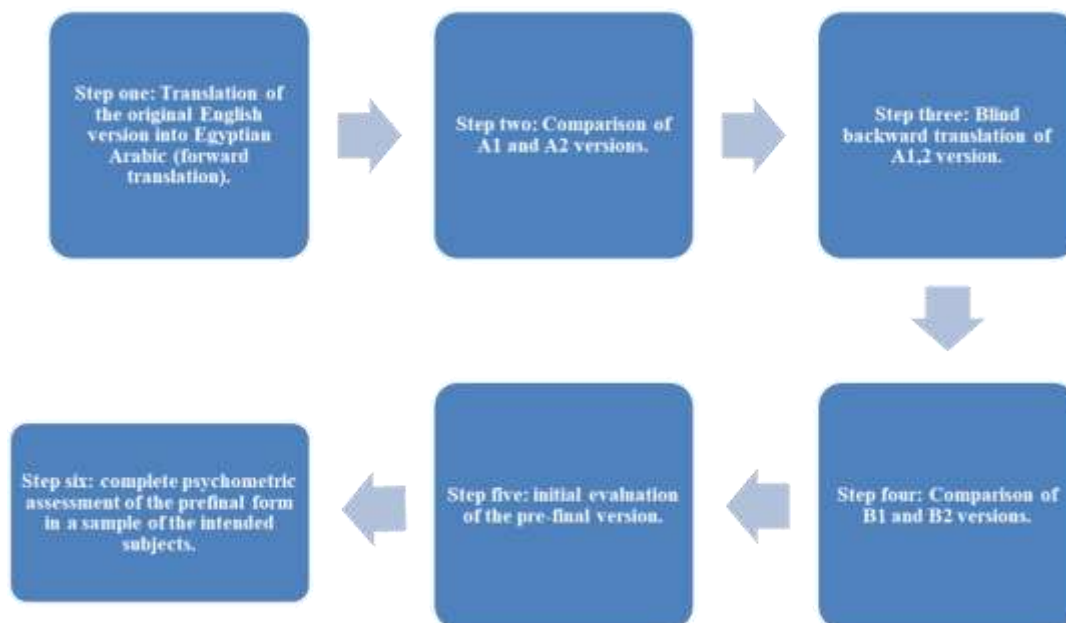 Step one: Translation of
the original English
version into Egyptian
Arabic (forward
translation).
Step two: Comparison of
A1 and A2 versions.
Step three: Blind
backward translation of
A1,2 version.
Step four: Comparison of
B1 and B2 versions.
Step five: initial evaluation
of the pre-final version.
Step six: complete psychometric
assessment of the prefinal form
in a sample of the intended
subjects.